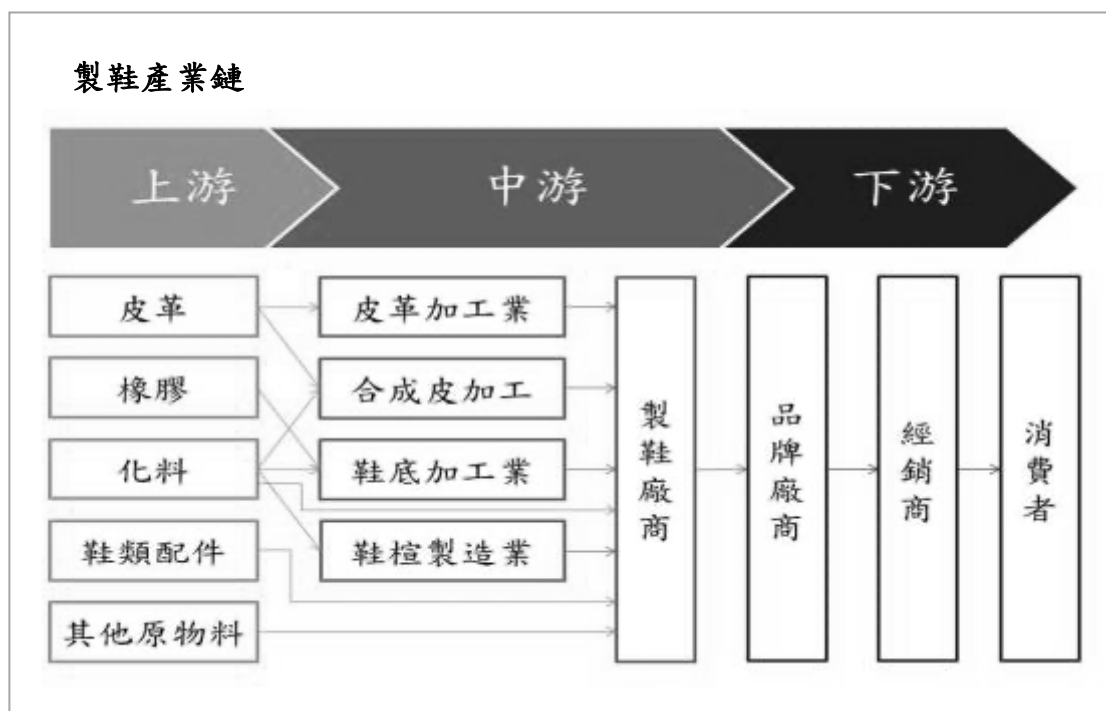 製鞋產業鏈
上游
中游
下游
皮革
橡膠
化料
鞋類配件
其他原物料
皮革加工業
合成皮加工
鞋底加工業
鞋楦製造業
製鞋廠商
品牌廠商
經銷商
消費者